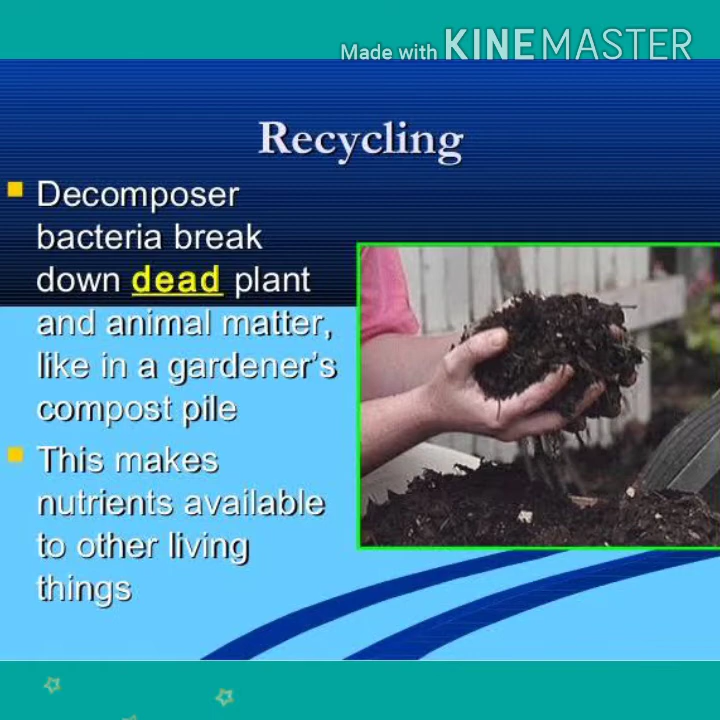 Made with KINEMASTER
Recycling
Decomposer
bacteria break
down dead plant
and animal matter,
like in a gardener's
compost pile
This makes
nutrients available
to other living
things